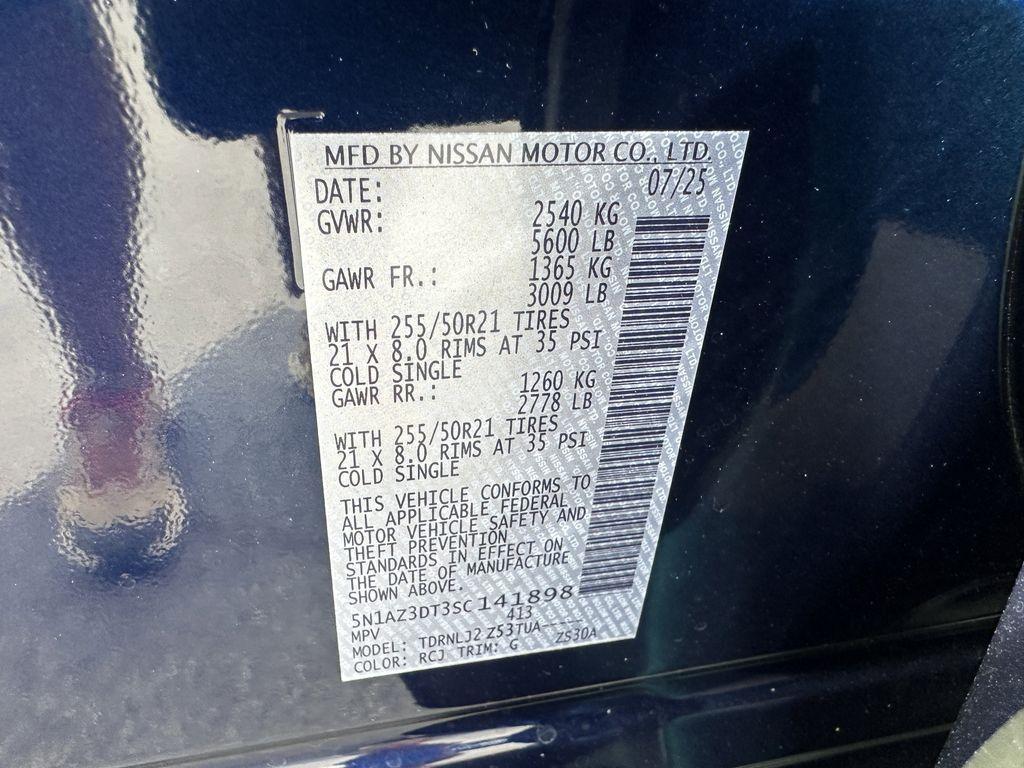 MFD BY NISSAN MOTOR CO., LTD.
DATE: 07/25
GVWR: 2540 KG
5600 LB
GAWR FR.: 1365 KG
3009 LB
WITH 255/50R21 TIRES
21 X 8.0 RIMS AT 35 PSI
COLD SINGLE
GAWR RR.: 1260 KG
2778 LB
WITH 255/50R21 TIRES
21 X 8.0 RIMS AT 35 PSI
COLD SINGLE
THIS VEHICLE CONFORMS TO
ALL APPLICABLE FEDERAL
MOTOR VEHICLE SAFETY AND
THEFT PREVENTION
STANDARDS IN EFFECT ON
THE DATE OF MANUFACTURE
SHOWN ABOVE.
5N1AZ3DT3SC141898
MPV 413
MODEL: TDRNLJ2 Z53TUA-----
COLOR: RCJ TRIM: G ZS30A